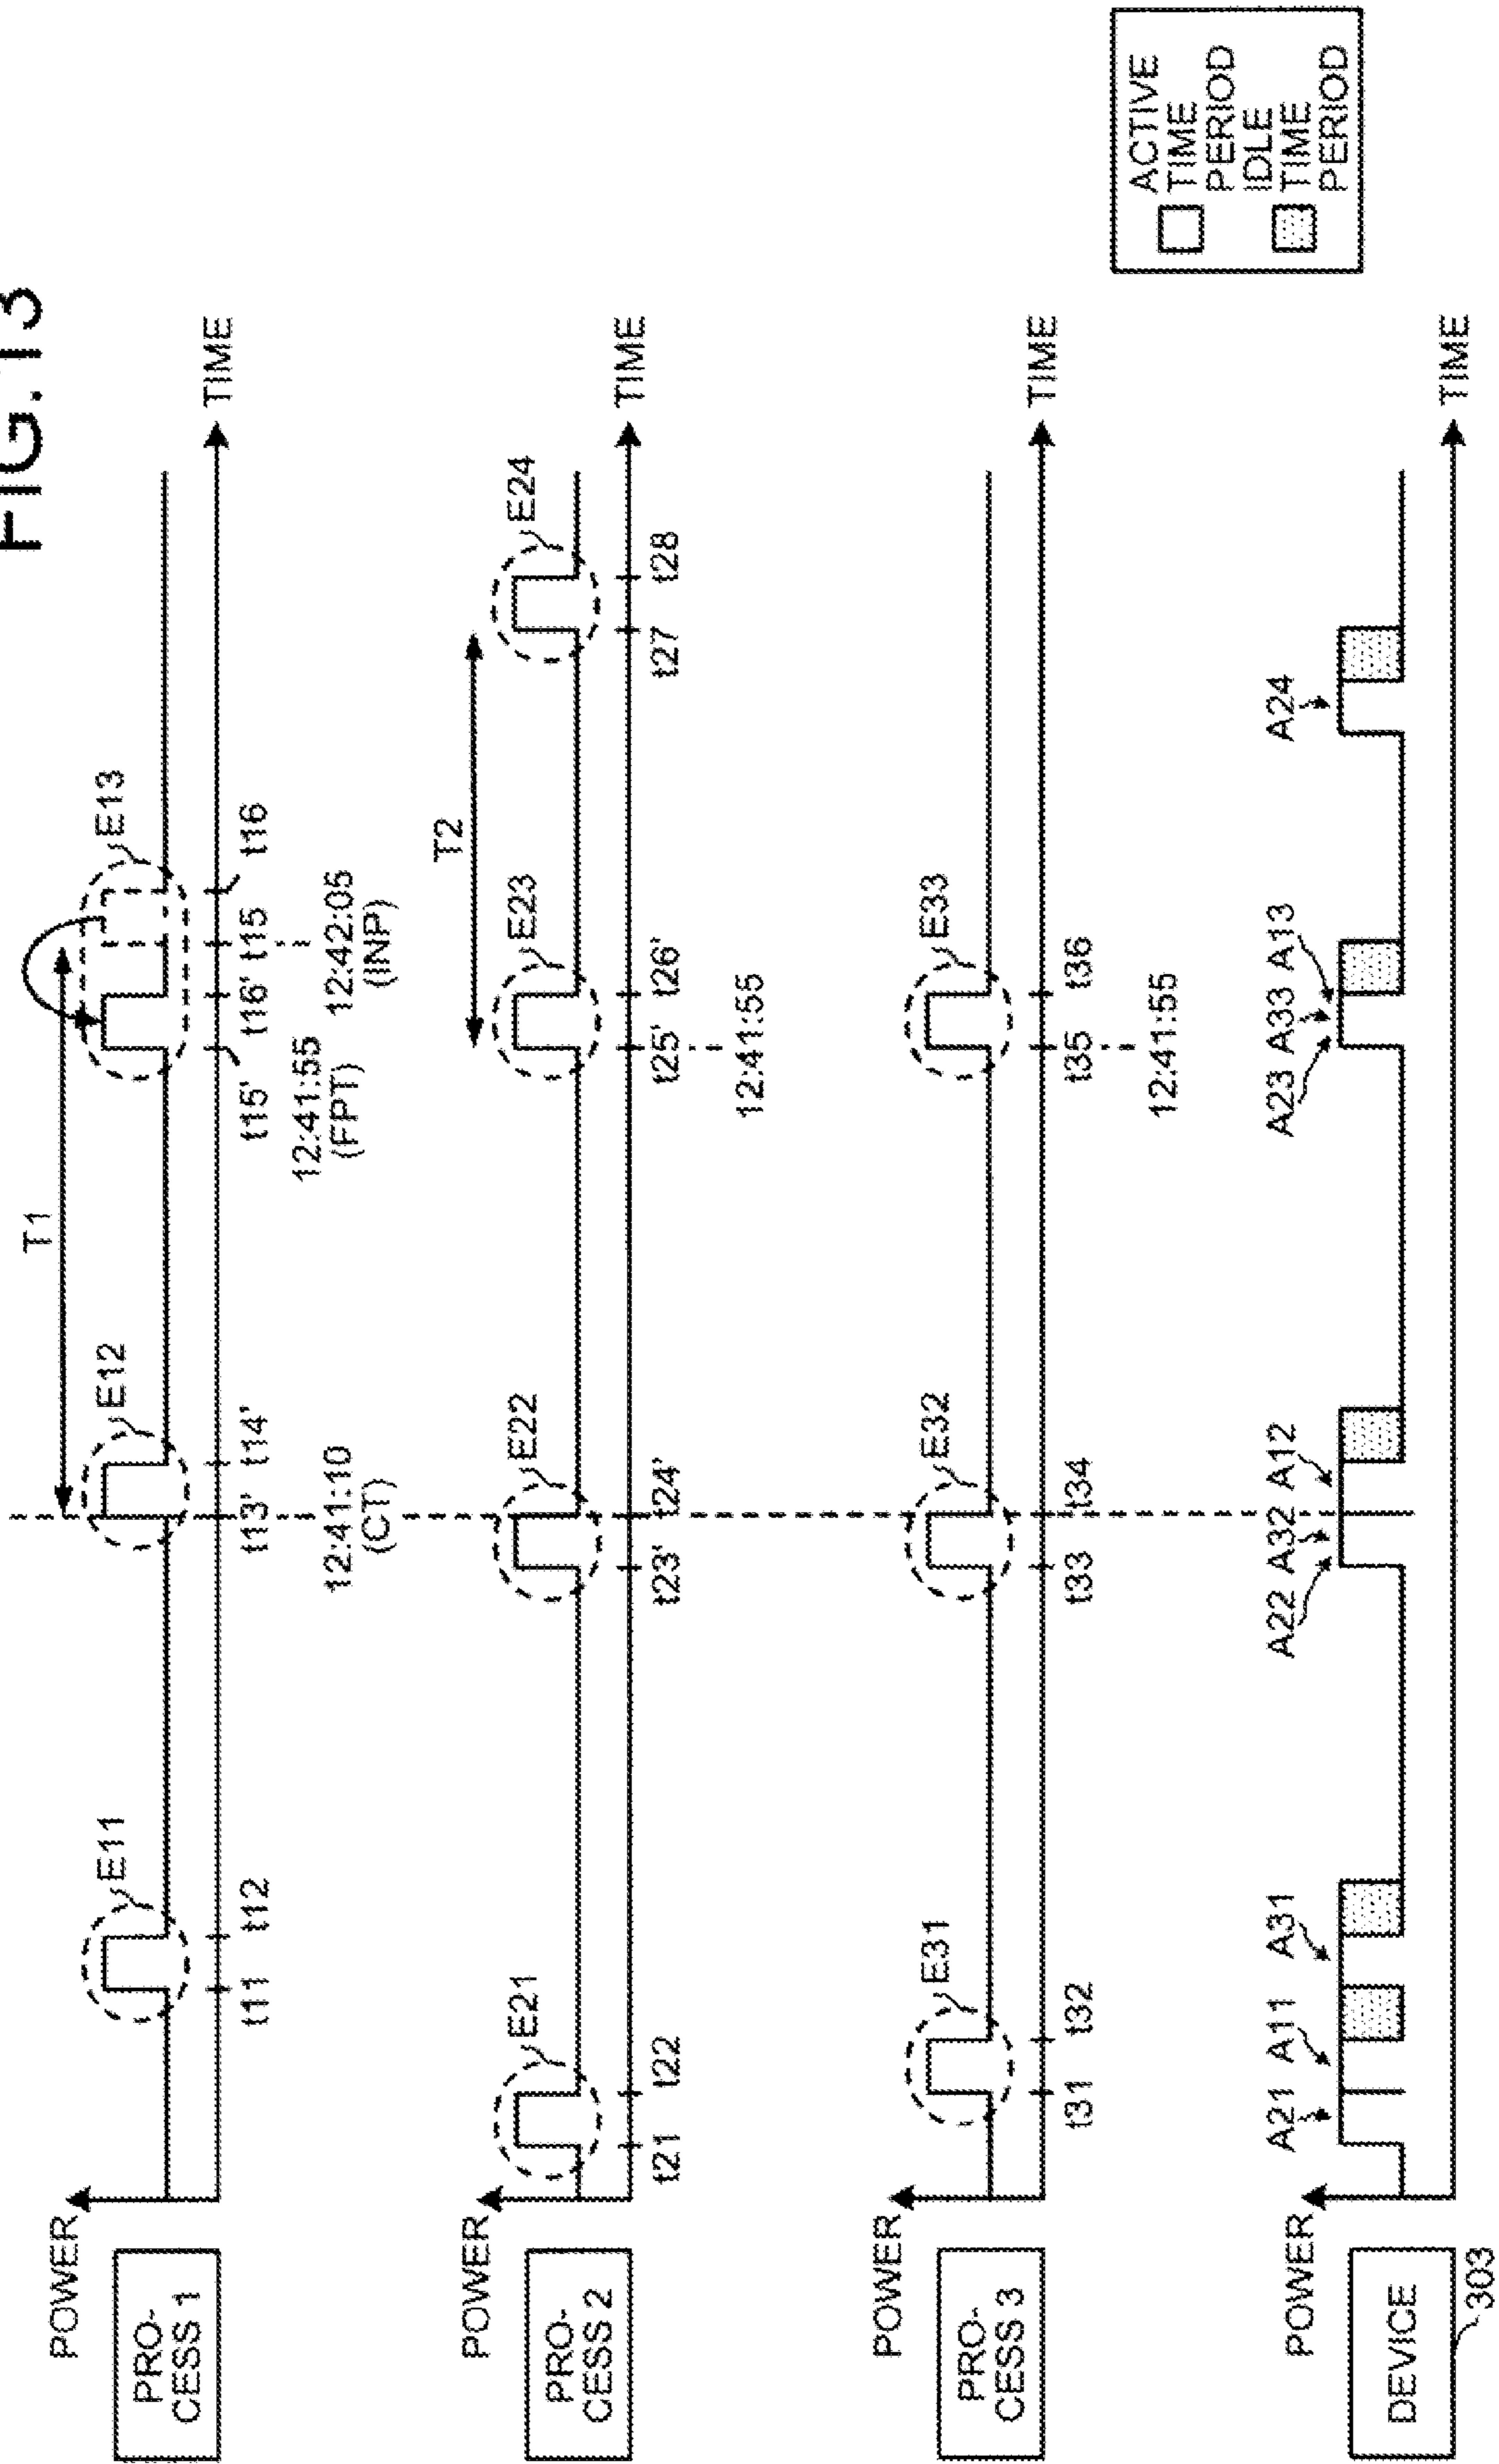 FIG.13
POWER
PRO-
CESS 1
E11
E12
E13
T1
t11
t12
t13'
t14'
t15'
t16'
t15
t16
12:41:10
(CT)
12:41:55
(FPT)
12:42:05
(INP)
TIME
POWER
PRO-
CESS 2
E21
E22
E23
E24
T2
t21
t22
t23'
t24'
t25'
t26'
t27
t28
12:41:55
TIME
POWER
PRO-
CESS 3
E31
E32
E33
t31
t32
t33
t34
t35
t36
12:41:55
TIME
POWER
DEVICE
303
A21
A11
A31
A22
A32
A12
A23
A33
A13
A24
TIME
ACTIVE
TIME
PERIOD
IDLE
TIME
PERIOD